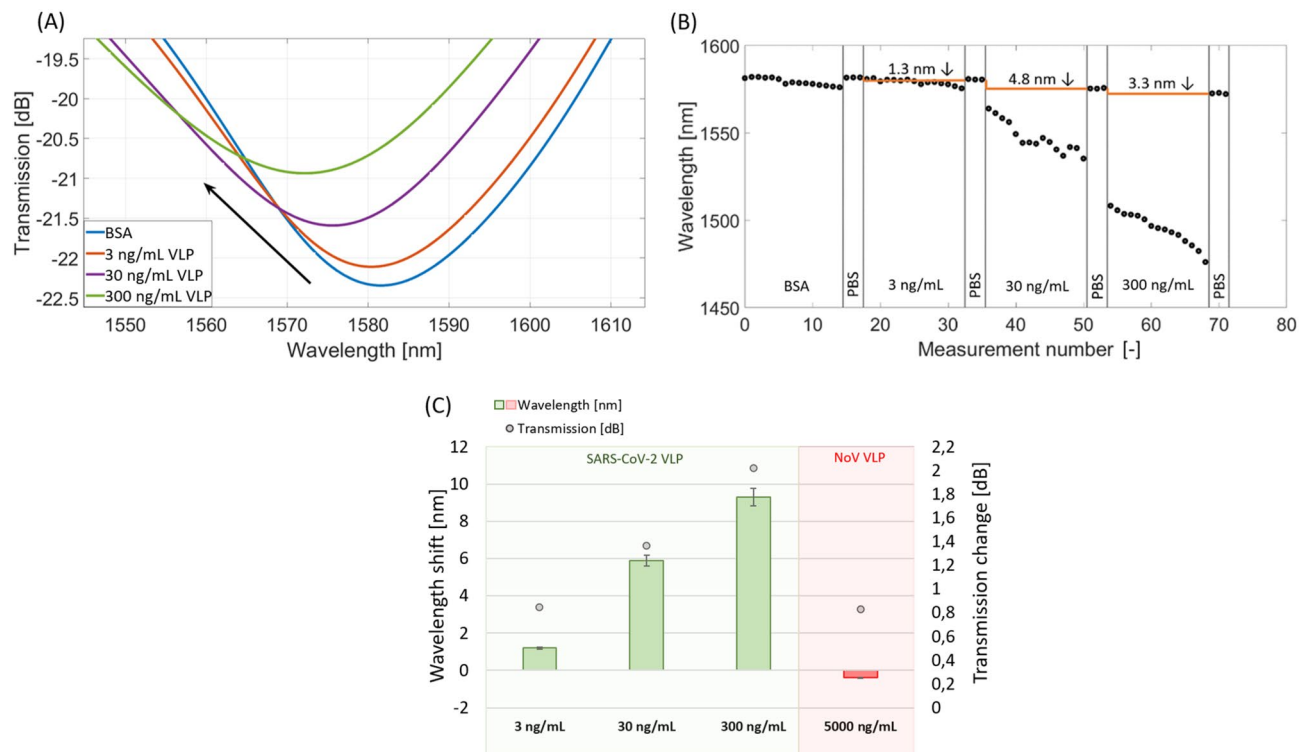 (A)
-19.5
-20
-20.5
-21
-21.5
-22
-22.5
Transmission [dB]
BSA
3 ng/mL VLP
30 ng/mL VLP
300 ng/mL VLP
1550 1560 1570 1580 1590 1600 1610
Wavelength [nm]
(B)
1600
1550
1500
1450
Wavelength [nm]
1.3 nm ↓
4.8 nm ↓
3.3 nm ↓
BSA PBS 3 ng/mL PBS 30 ng/mL PBS 300 ng/mL PBS
0 10 20 30 40 50 60 70 80
Measurement number [-]
(C)
Wavelength [nm]
Transmission [dB]
SARS-CoV-2 VLP
NoV VLP
12
10
8
6
4
2
0
-2
Wavelength shift [nm]
2,2
2
1,8
1,6
1,4
1,2
1
0,8
0,6
0,4
0,2
0
Transmission change [dB]
3 ng/mL 30 ng/mL 300 ng/mL 5000 ng/mL